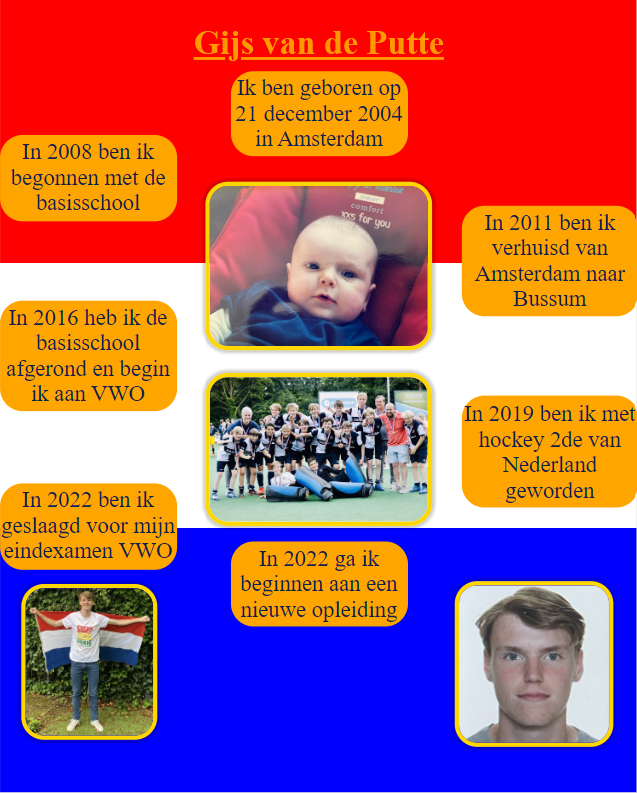 Gijs van de Putte
Ik ben geboren op
21 december 2004
in Amsterdam
In 2008 ben ik
begonnen met de
basisschool
comfort
xxs for you
In 2011 ben ik
verhuisd van
Amsterdam naar
Bussum
In 2016 heb ik de
basisschool
afgerond en begin
ik aan VWO
In 2019 ben ik met
hockey 2de van
Nederland
geworden
In 2022 ben ik
geslaagd voor mijn
eindexamen VWO
In 2022 ga ik
beginnen aan een
nieuwe opleiding